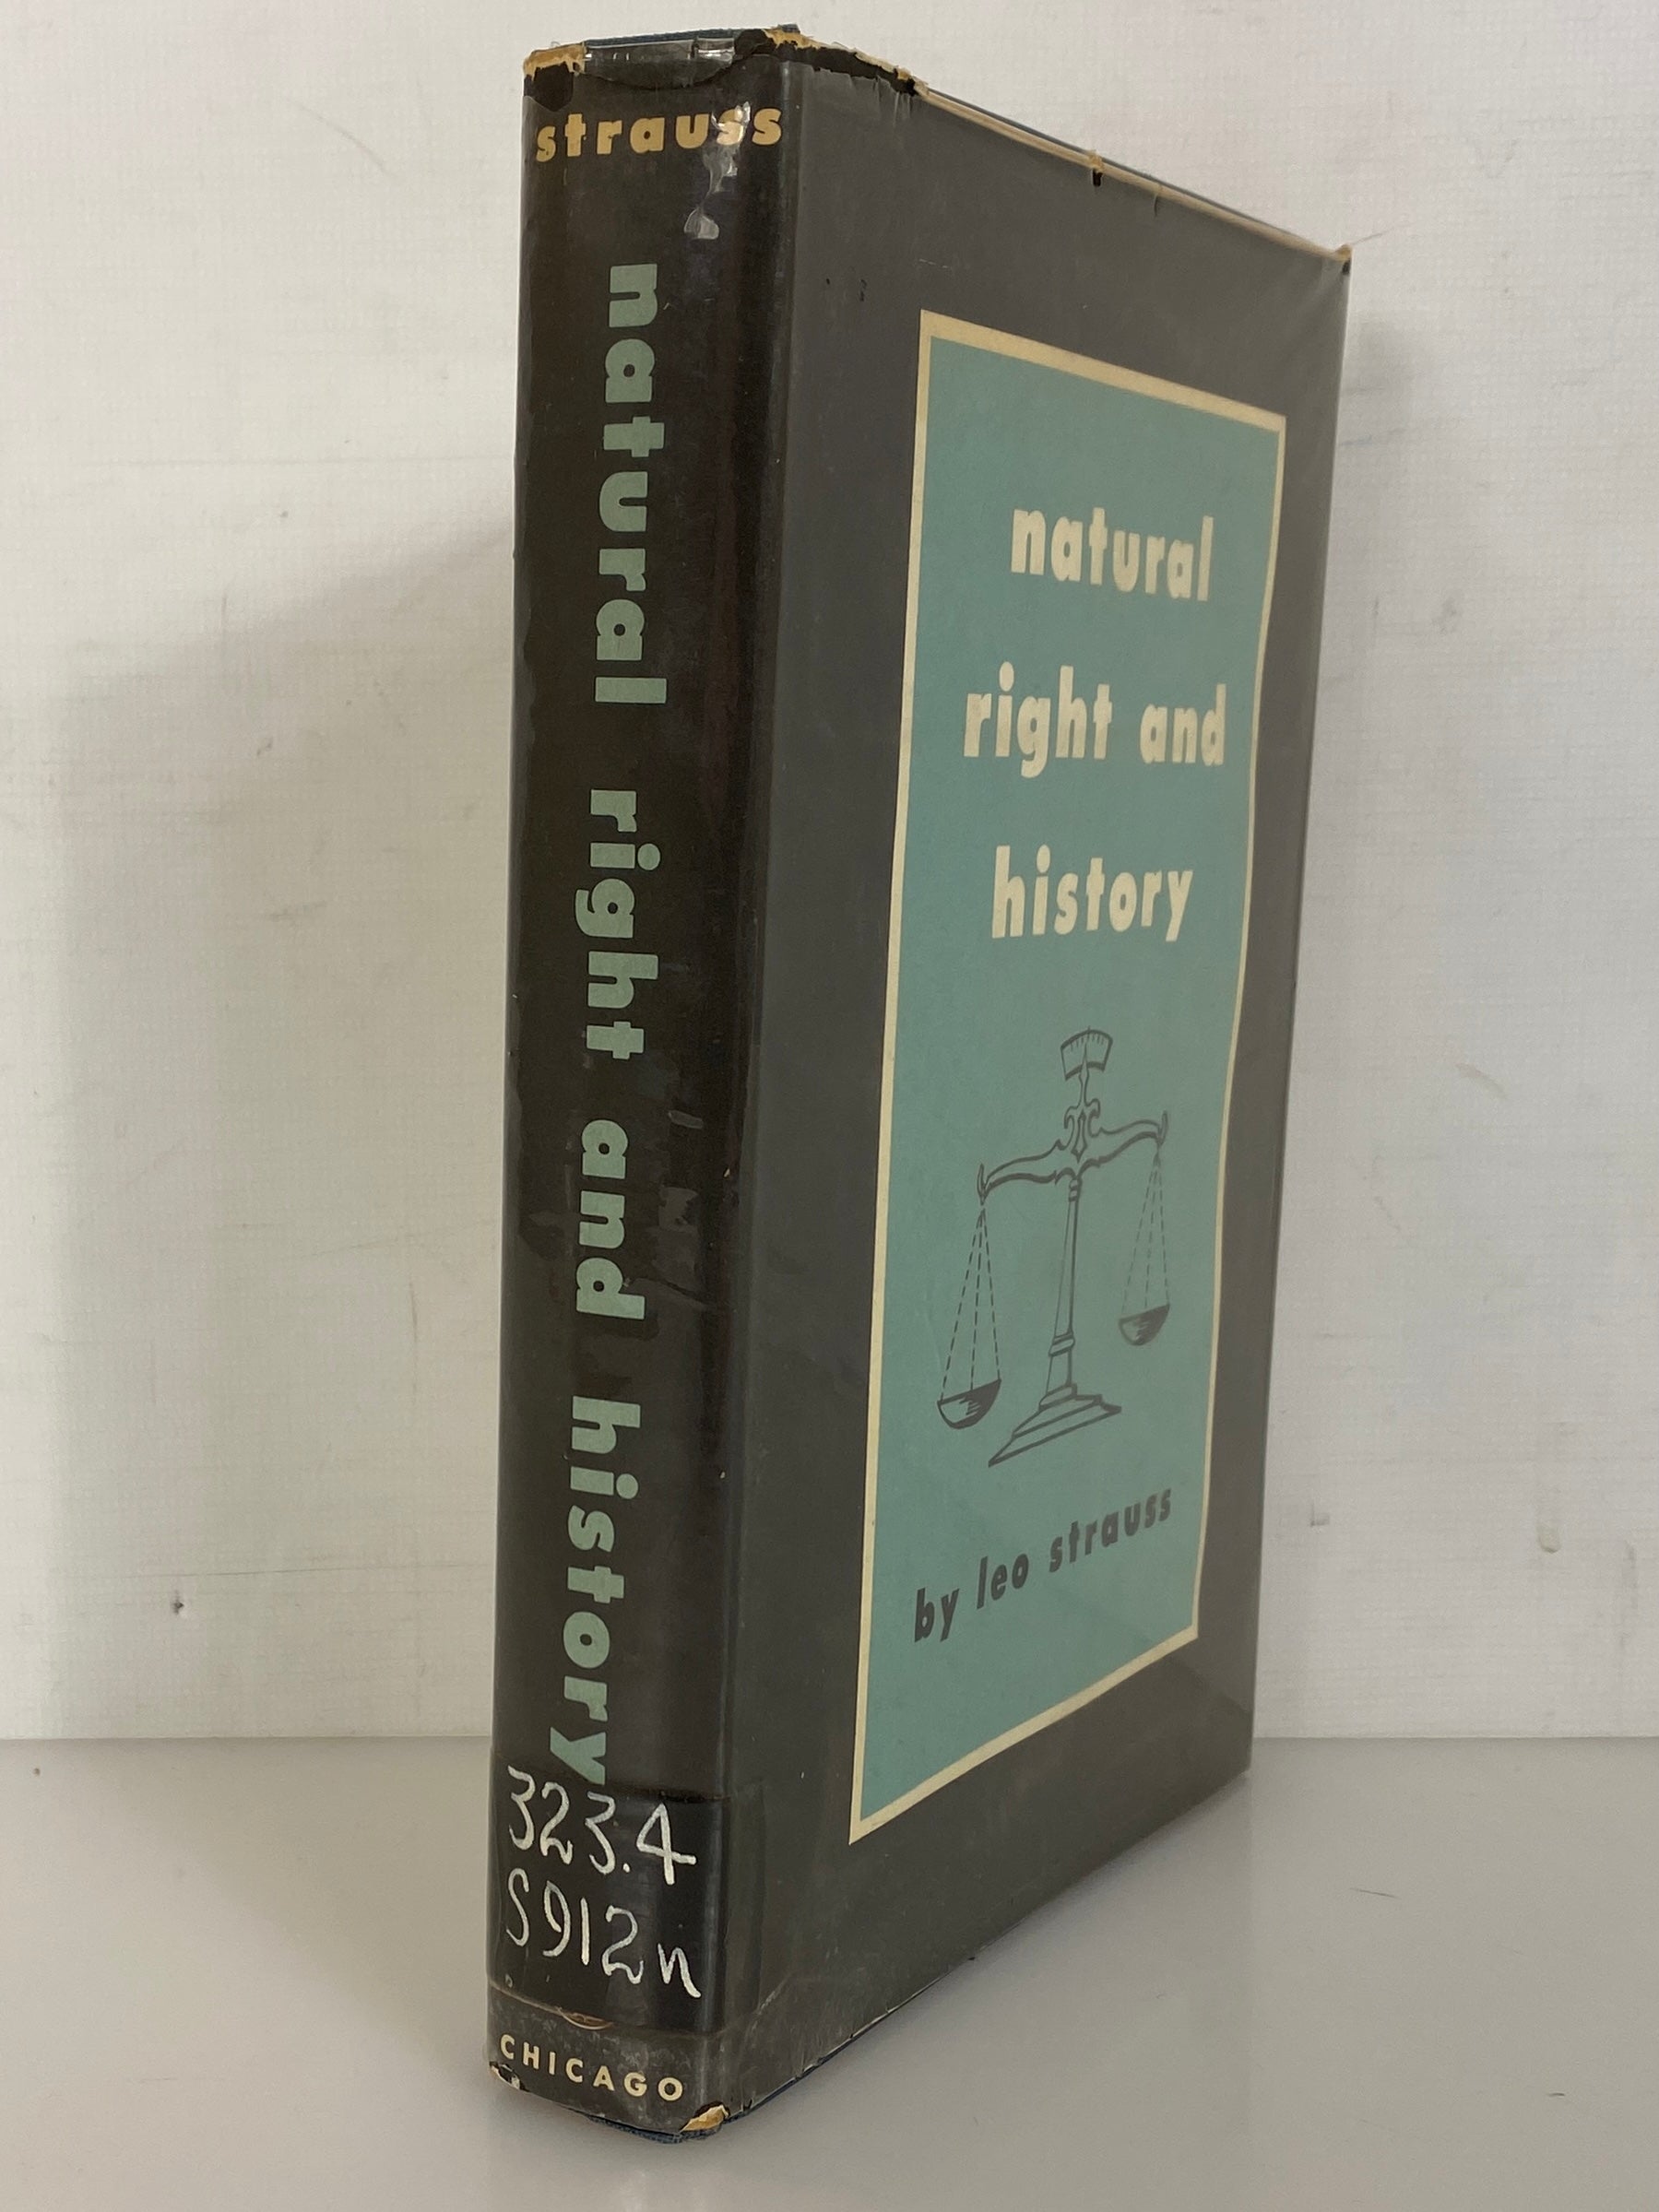 strauss
natural right and history
323.4
S912n
CHICAGO
natural
right and
history
by leo strauss